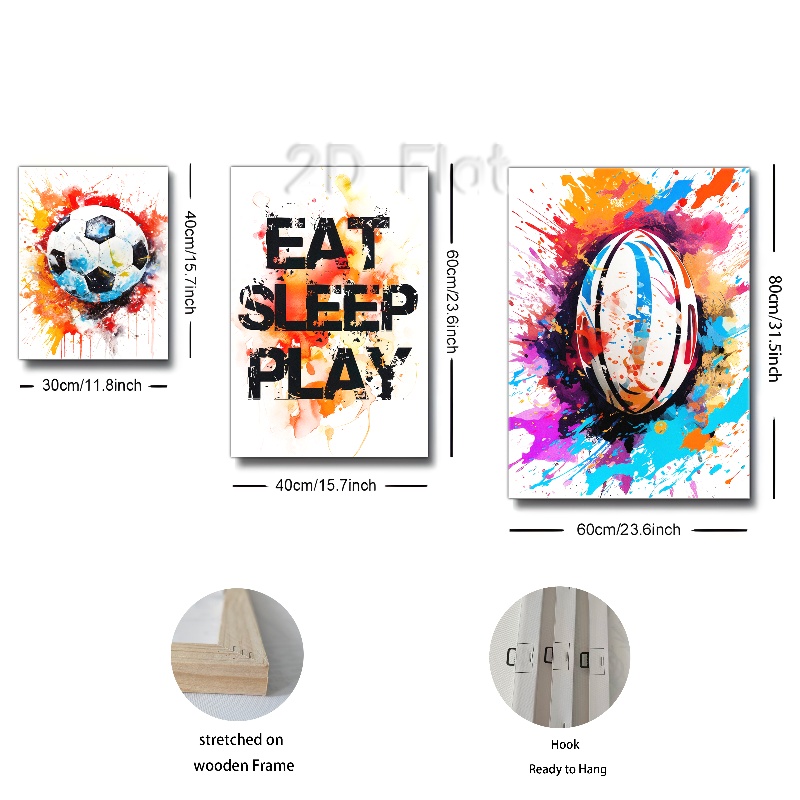 2D Flat
EAT
SLEEP
PLAY
40cm/15.7inch
30cm/11.8inch
60cm/23.6inch
40cm/15.7inch
80cm/31.5inch
60cm/23.6inch
stretched on
wooden Frame
Hook
Ready to Hang